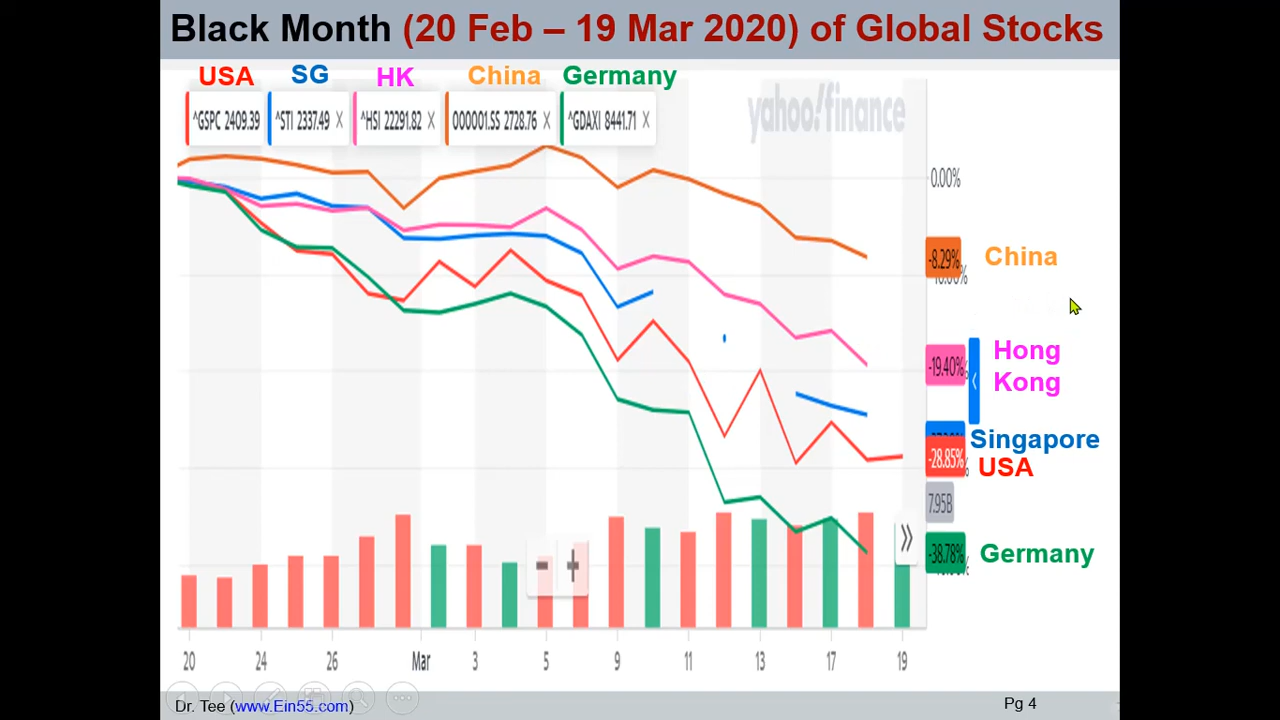 Black Month (20 Feb – 19 Mar 2020) of Global Stocks
USA SG HK China Germany
^GSPC 2409.39 ^STI 2337.49 × ^HSI 22291.82 × 000001.SS 2728.76 × ^GDAXI 8441.71 ×
yahoo!finance
0.00%
-8.29%
China
-19.40%
Hong
Kong
Singapore
-28.85%
USA
7.95B
-38.78%
Germany
20 24 26 Mar 3 5 9 11 13 17 19
Dr. Tee (www.Ein55.com)
Pg 4